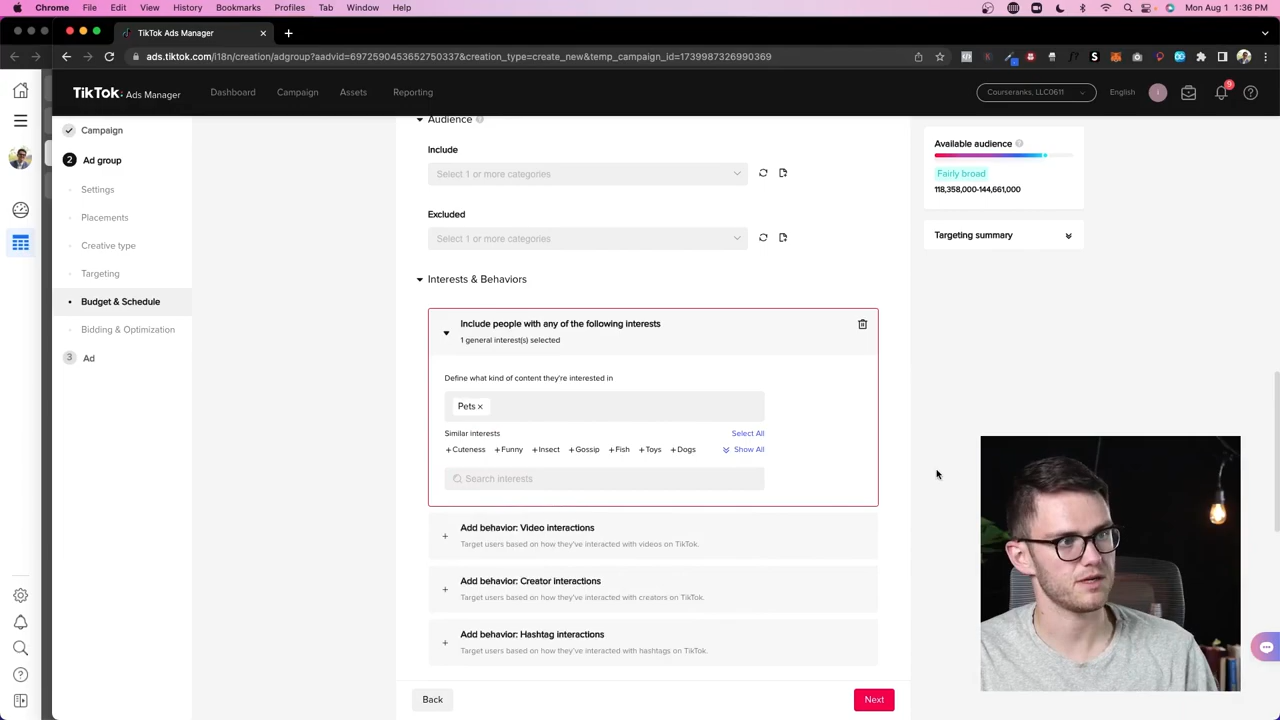 Chrome File Edit View History Bookmarks Profiles Tab Window Help Mon Aug 1 1:36 PM
TikTok Ads Manager
ads.tiktok.com/i18n/creation/adgroup?aadvid=6972590453652750337&creation_type=create_new&temp_campaign_id=1739987326990369
TikTok: Ads Manager Dashboard Campaign Assets Reporting Courseranks, LLC0611 English 9
Campaign
2 Ad group
Settings
Placements
Creative type
Targeting
Budget & Schedule
Bidding & Optimization
3 Ad
Audience
Include
Select 1 or more categories
Excluded
Select 1 or more categories
Interests & Behaviors
Include people with any of the following interests
1 general interest(s) selected
Define what kind of content they're interested in
Pets ×
Similar interests Select All
+Cuteness +Funny +Insect +Gossip +Fish +Toys +Dogs Show All
Search interests
+ Add behavior: Video interactions
Target users based on how they've interacted with videos on TikTok.
+ Add behavior: Creator interactions
Target users based on how they've interacted with creators on TikTok.
+ Add behavior: Hashtag interactions
Target users based on how they've interacted with hashtags on TikTok.
Back Next
Available audience
Fairly broad
118,358,000-144,661,000
Targeting summary